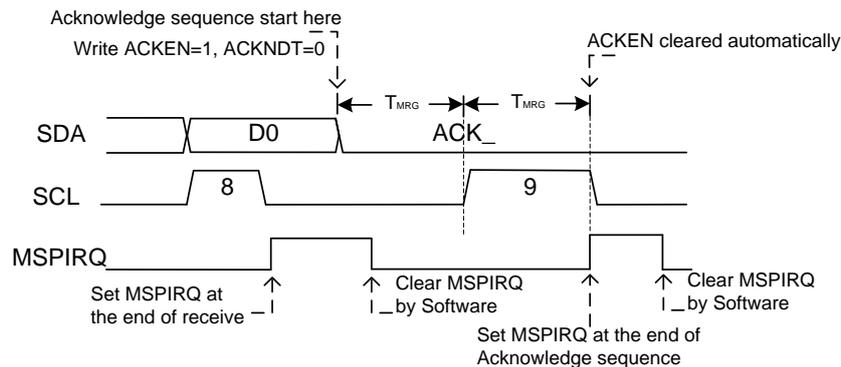 Acknowledge sequence start here
Write ACKEN=1, ACKNDT=0
ACKEN cleared automatically
TMRG
TMRG
SDA
D0
ACK_
SCL
8
9
MSPIRQ
Set MSPIRQ at
the end of receive
Clear MSPIRQ
by Software
Set MSPIRQ at the end of
Acknowledge sequence
Clear MSPIRQ
by Software